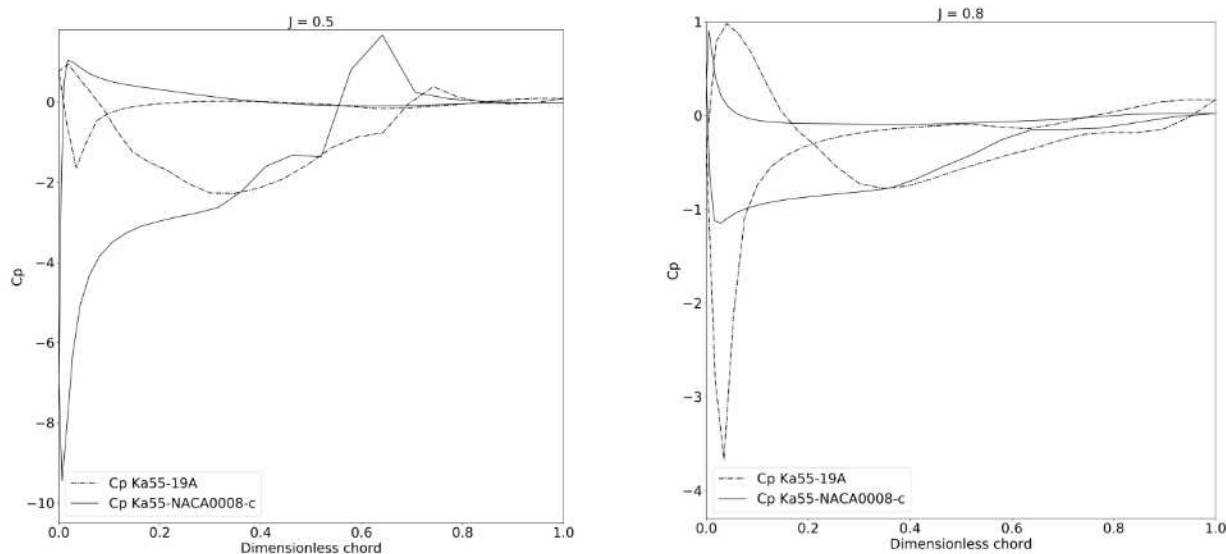 J = 0.5
0
−2
−4
−6
−8
−10
Cp
Cp Ka55-19A
Cp Ka55-NACA0008-c
0.0 0.2 0.4 0.6 0.8 1.0
Dimensionless chord
J = 0.8
1
0
−1
−2
−3
−4
Cp
Cp Ka55-19A
Cp Ka55-NACA0008-c
0.0 0.2 0.4 0.6 0.8 1.0
Dimensionless chord